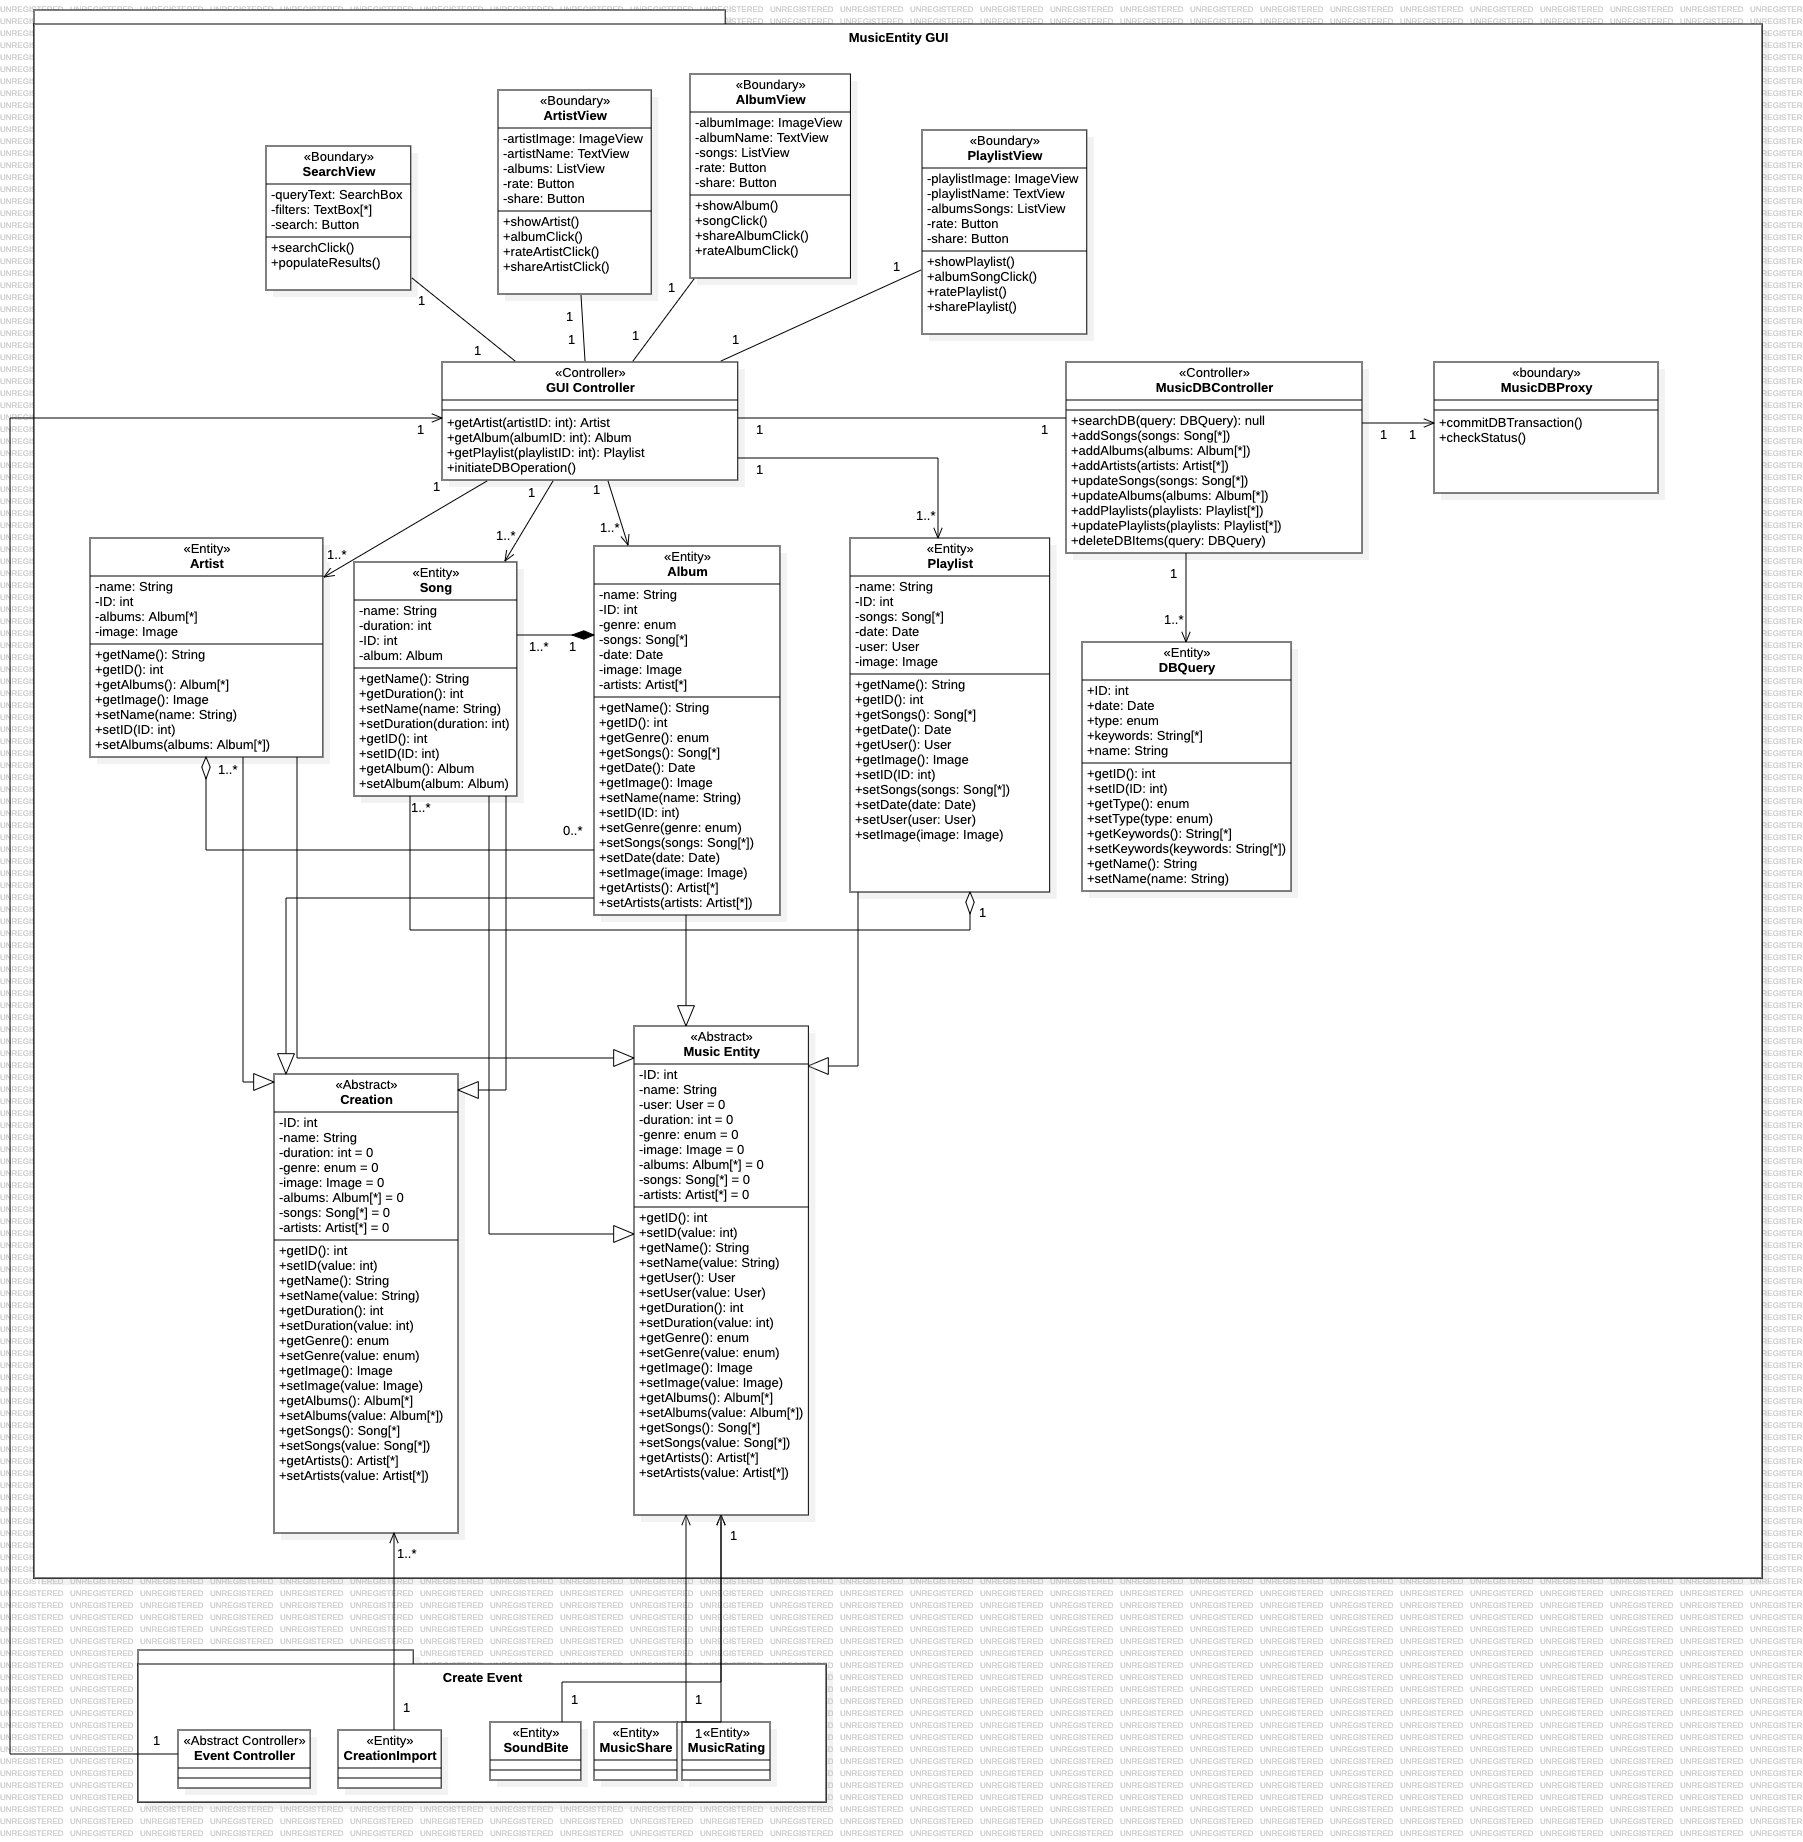 MusicEntity GUI
«Boundary»
SearchView
-queryText: SearchBox
-filters: TextBox[*]
-search: Button
+searchClick()
+populateResults()
«Boundary»
ArtistView
-artistImage: ImageView
-artistName: TextView
-albums: ListView
-rate: Button
-share: Button
+showArtist()
+albumClick()
+rateArtistClick()
+shareArtistClick()
«Boundary»
AlbumView
-albumImage: ImageView
-albumName: TextView
-songs: ListView
-rate: Button
-share: Button
+showAlbum()
+songClick()
+shareAlbumClick()
+rateAlbumClick()
«Boundary»
PlaylistView
-playlistImage: ImageView
-playlistName: TextView
-albumsSongs: ListView
-rate: Button
-share: Button
+showPlaylist()
+albumSongClick()
+ratePlaylist()
+sharePlaylist()
1
1
1
1
1
1
1
1
«Controller»
GUI Controller
+getArtist(artistID: int): Artist
+getAlbum(albumID: int): Album
+getPlaylist(playlistID: int): Playlist
+initiateDBOperation()
1
1
1
1
«Controller»
MusicDBController
+searchDB(query: DBQuery): null
+addSongs(songs: Song[*])
+addAlbums(albums: Album[*])
+addArtists(artists: Artist[*])
+updateSongs(songs: Song[*])
+updateAlbums(albums: Album[*])
+addPlaylists(playlists: Playlist[*])
+updatePlaylists(playlists: Playlist[*])
+deleteDBItems(query: DBQuery)
1
1
«boundary»
MusicDBProxy
+commitDBTransaction()
+checkStatus()
1
1
1
1..*
1..*
1..*
1..*
1
1..*
«Entity»
Artist
-name: String
-ID: int
-albums: Album[*]
-image: Image
+getName(): String
+getID(): int
+getAlbums(): Album[*]
+getImage(): Image
+setName(name: String)
+setID(ID: int)
+setAlbums(albums: Album[*])
1..*
«Entity»
Song
-name: String
-duration: int
-ID: int
-album: Album
+getName(): String
+getDuration(): int
+setName(name: String)
+setDuration(duration: int)
+getID(): int
+setID(ID: int)
+getAlbum(): Album
+setAlbum(album: Album)
1..*
1..*
1
0..*
«Entity»
Album
-name: String
-ID: int
-genre: enum
-songs: Song[*]
-date: Date
-image: Image
-artists: Artist[*]
+getName(): String
+getID(): int
+getGenre(): enum
+getSongs(): Song[*]
+getDate(): Date
+getImage(): Image
+setName(name: String)
+setID(ID: int)
+setGenre(genre: enum)
+setSongs(songs: Song[*])
+setDate(date: Date)
+setImage(image: Image)
+getArtists(): Artist[*]
+setArtists(artists: Artist[*])
«Entity»
Playlist
-name: String
-ID: int
-songs: Song[*]
-date: Date
-user: User
-image: Image
+getName(): String
+getID(): int
+getSongs(): Song[*]
+getDate(): Date
+getUser(): User
+getImage(): Image
+setID(ID: int)
+setSongs(songs: Song[*])
+setDate(date: Date)
+setUser(user: User)
+setImage(image: Image)
1
«Entity»
DBQuery
+ID: int
+date: Date
+type: enum
+keywords: String[*]
+name: String
+getID(): int
+setID(ID: int)
+getType(): enum
+setType(type: enum)
+getKeywords(): String[*]
+setKeywords(keywords: String[*])
+getName(): String
+setName(name: String)
«Abstract»
Creation
-ID: int
-name: String
-duration: int = 0
-genre: enum = 0
-image: Image = 0
-albums: Album[*] = 0
-songs: Song[*] = 0
-artists: Artist[*] = 0
+getID(): int
+setID(value: int)
+getName(): String
+setName(value: String)
+getDuration(): int
+setDuration(value: int)
+getGenre(): enum
+setGenre(value: enum)
+getImage(): Image
+setImage(value: Image)
+getAlbums(): Album[*]
+setAlbums(value: Album[*])
+getSongs(): Song[*]
+setSongs(value: Song[*])
+getArtists(): Artist[*]
+setArtists(value: Artist[*])
1..*
«Abstract»
Music Entity
-ID: int
-name: String
-user: User = 0
-duration: int = 0
-genre: enum = 0
-image: Image = 0
-albums: Album[*] = 0
-songs: Song[*] = 0
-artists: Artist[*] = 0
+getID(): int
+setID(value: int)
+getName(): String
+setName(value: String)
+getUser(): User
+setUser(value: User)
+getDuration(): int
+setDuration(value: int)
+getGenre(): enum
+setGenre(value: enum)
+getImage(): Image
+setImage(value: Image)
+getAlbums(): Album[*]
+setAlbums(value: Album[*])
+getSongs(): Song[*]
+setSongs(value: Song[*])
+getArtists(): Artist[*]
+setArtists(value: Artist[*])
1
Create Event
1
«Abstract Controller»
Event Controller
1
«Entity»
CreationImport
1
«Entity»
SoundBite
1
«Entity»
MusicShare
1
«Entity»
MusicRating
UNREGISTERED